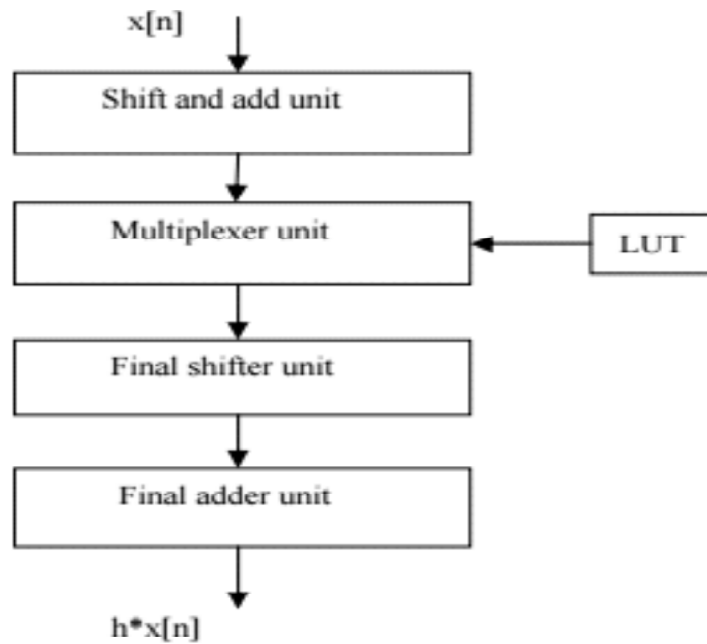 x[n]
Shift and add unit
Multiplexer unit
LUT
Final shifter unit
Final adder unit
h*x[n]